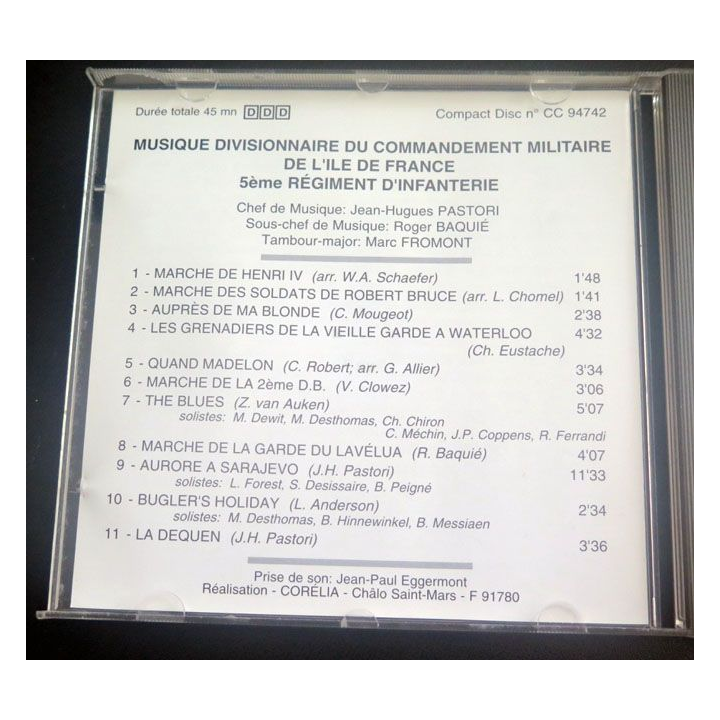 Durée totale 45 mn DDD Compact Disc n° CC 94742
MUSIQUE DIVISIONNAIRE DU COMMANDEMENT MILITAIRE
DE L'ILE DE FRANCE
5ème RÉGIMENT D'INFANTERIE
Chef de Musique: Jean-Hugues PASTORI
Sous-chef de Musique: Roger BAQUIÉ
Tambour-major: Marc FROMONT
1 - MARCHE DE HENRI IV (arr. W.A. Schaefer) 1'48
2 - MARCHE DES SOLDATS DE ROBERT BRUCE (arr. L. Chomel) 1'41
3 - AUPRÈS DE MA BLONDE (C. Mougeot) 2'38
4 - LES GRENADIERS DE LA VIEILLE GARDE A WATERLOO 4'32
(Ch. Eustache)
5 - QUAND MADELON (C. Robert; arr. G. Allier) 3'34
6 - MARCHE DE LA 2ème D.B. (V. Clowez) 3'06
7 - THE BLUES (Z. van Auken) 5'07
solistes: M. Dewit, M. Desthomas, Ch. Chiron
C. Méchin, J.P. Coppens, R. Ferrandi
8 - MARCHE DE LA GARDE DU LAVÉLUA (R. Baquié) 4'07
9 - AURORE A SARAJEVO (J.H. Pastori) 11'33
solistes: L. Forest, S. Desissaire, B. Peigné
10 - BUGLER'S HOLIDAY (L. Anderson) 2'34
solistes: M. Desthomas, B. Hinnewinkel, B. Messiaen
11 - LA DEQUEN (J.H. Pastori) 3'36
Prise de son: Jean-Paul Eggermont
Réalisation - CORÉLIA - Châlo Saint-Mars - F 91780